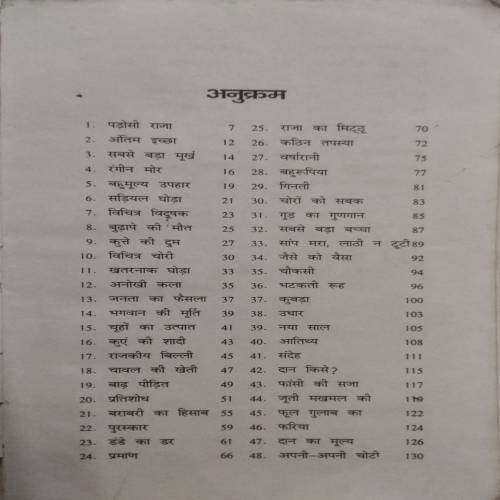 अनुक्रम
1. पड़ोसी राजा 7
2. अंतिम इच्छा 12
3. सबसे बड़ा मूर्ख 14
4. रंगीन मोर 16
5. बहुमूल्य उपहार 19
6. सड़ियल घोड़ा 21
7. विचित्र विदूषक 23
8. बुढ़ापे की मौत 25
9. कुत्ते की दुम 27
10. विचित्र चोरी 30
11. खतरनाक घोड़ा 33
12. अनोखी कला 35
13. जनता का फैसला 37
14. भगवान की मूर्ति 39
15. चूहों का उत्पात 41
16. कुएं की शादी 43
17. राजकीय बिल्ली 45
18. चावल की खेती 47
19. बाढ़ पीड़ित 49
20. प्रतिशोध 51
21. बराबरी का हिसाब 55
22. पुरस्कार 59
23. डंडे का डर 61
24. प्रमाण 66
25. राजा का मिट्ठू 70
26. कठिन तपस्या 72
27. वर्षारानी 75
28. बहुरूपिया 77
29. गिनती 81
30. चोरों को सबक 83
31. गुड़ का गुणगान 85
32. सबसे बड़ा बच्चा 87
33. सांप मरा, लाठी न टूटी 89
34. जैसे को वैसा 92
35. चौकसी 94
36. भटकती रूह 96
37. कुबड़ा 100
38. उधार 103
39. नया साल 105
40. आतिथ्य 108
41. संदेह 111
42. दान किसे? 115
43. फांसी की सजा 117
44. जूती मखमल की 119
45. फूल गुलाब का 122
46. फरिया 124
47. दान का मूल्य 126
48. अपनी-अपनी चोटी 130